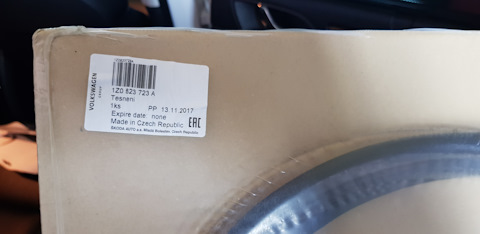 VOLKSWAGEN
1Z0 823 723 A
Tesneni
1ks PP 13.11.2017
Expire date: none
Made in Czech Republic EAC
ŠKODA AUTO a.s. Mladá Boleslav, Czech Republic